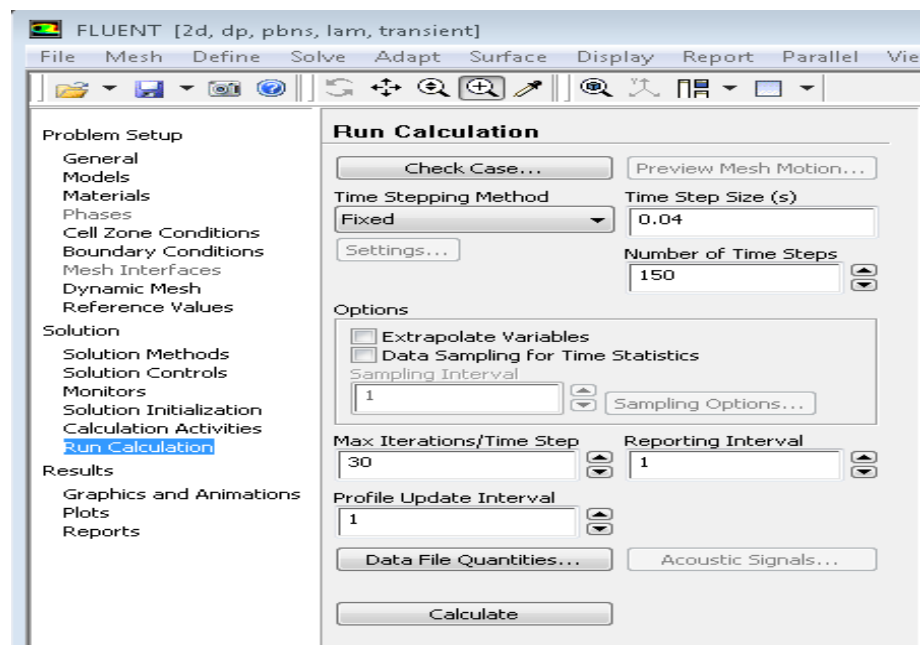 FLUENT [2d, dp, pbns, lam, transient]
File Mesh Define Solve Adapt Surface Display Report Parallel Vie
Problem Setup
General
Models
Materials
Phases
Cell Zone Conditions
Boundary Conditions
Mesh Interfaces
Dynamic Mesh
Reference Values
Solution
Solution Methods
Solution Controls
Monitors
Solution Initialization
Calculation Activities
Run Calculation
Results
Graphics and Animations
Plots
Reports
Run Calculation
Check Case... Preview Mesh Motion...
Time Stepping Method Time Step Size (s)
Fixed 0.04
Settings... Number of Time Steps
150
Options
Extrapolate Variables
Data Sampling for Time Statistics
Sampling Interval
1 Sampling Options...
Max Iterations/Time Step Reporting Interval
30 1
Profile Update Interval
1
Data File Quantities... Acoustic Signals...
Calculate